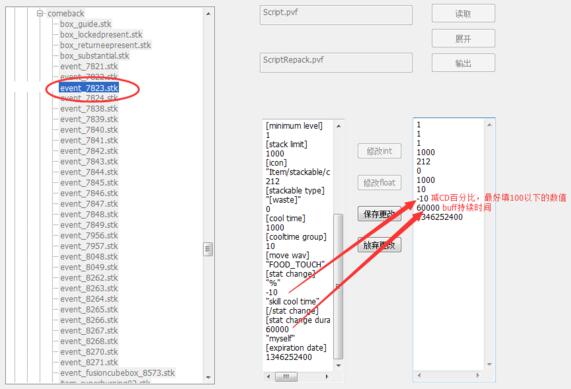 comeback
box_guide.stk
box_lockedpresent.stk
box_returneepresent.stk
box_substantial.stk
event_7821.stk
event_7822.stk
event_7823.stk
event_7824.stk
event_7838.stk
event_7839.stk
event_7840.stk
event_7841.stk
event_7842.stk
event_7843.stk
event_7844.stk
event_7845.stk
event_7846.stk
event_7847.stk
event_7848.stk
event_7849.stk
event_7956.stk
event_7957.stk
event_8048.stk
event_8049.stk
event_8262.stk
event_8263.stk
event_8264.stk
event_8265.stk
event_8266.stk
event_8267.stk
event_8268.stk
event_8270.stk
event_8271.stk
event_fusioncubebox_8573.stk
Script.pvf
读取
展开
ScriptRepack.pvf
输出
[minimum level]
1
[stack limit]
1000
[icon]
"Item/stackable/c
212
[stackable type]
"[waste]"
0
[cool time]
1000
[cooltime group]
10
[move wav]
"FOOD_TOUCH"
[stat change]
"%"
-10
"skill cool time"
[/stat change]
[stat change dura
60000
"myself"
[expiration date]
1346252400
修改int
修改float
保存更改
放弃更改
1
1
1
1000
212
0
1000
10
-10 减CD百分比，最好填100以下的数值
60000 buff持续时间
1346252400